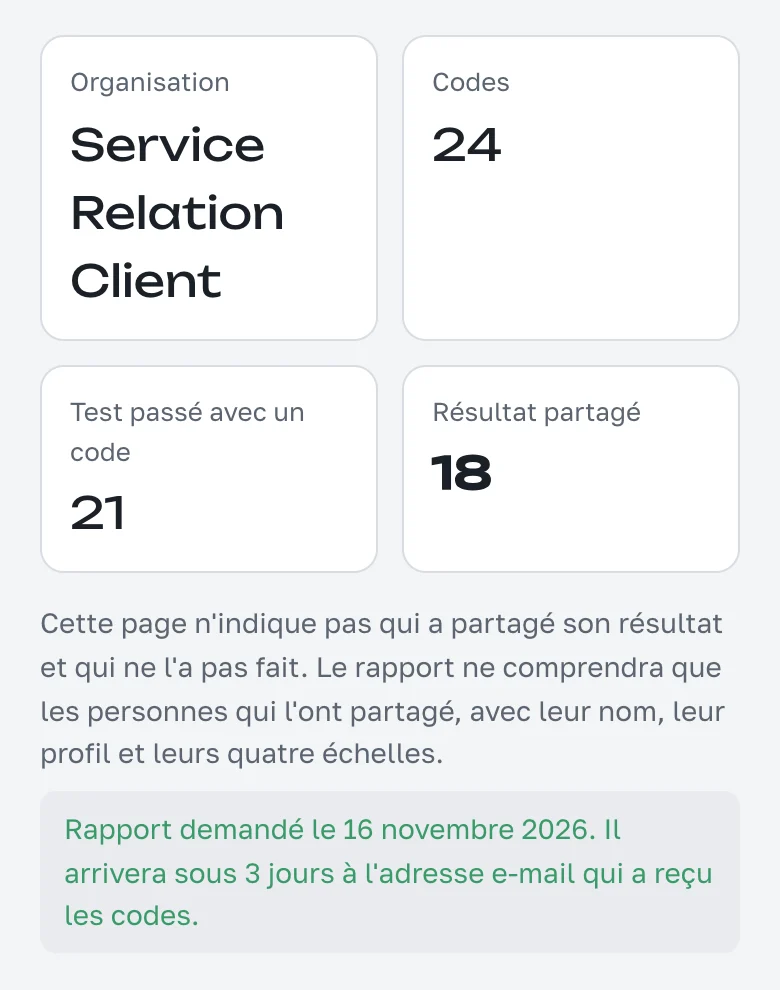 Organisation
Service
Relation
Client
Codes
24
Test passé avec un
code
21
Résultat partagé
18
Cette page n'indique pas qui a partagé son résultat
et qui ne l'a pas fait. Le rapport ne comprendra que
les personnes qui l'ont partagé, avec leur nom, leur
profil et leurs quatre échelles.
Rapport demandé le 16 novembre 2026. Il
arrivera sous 3 jours à l'adresse e-mail qui a reçu
les codes.